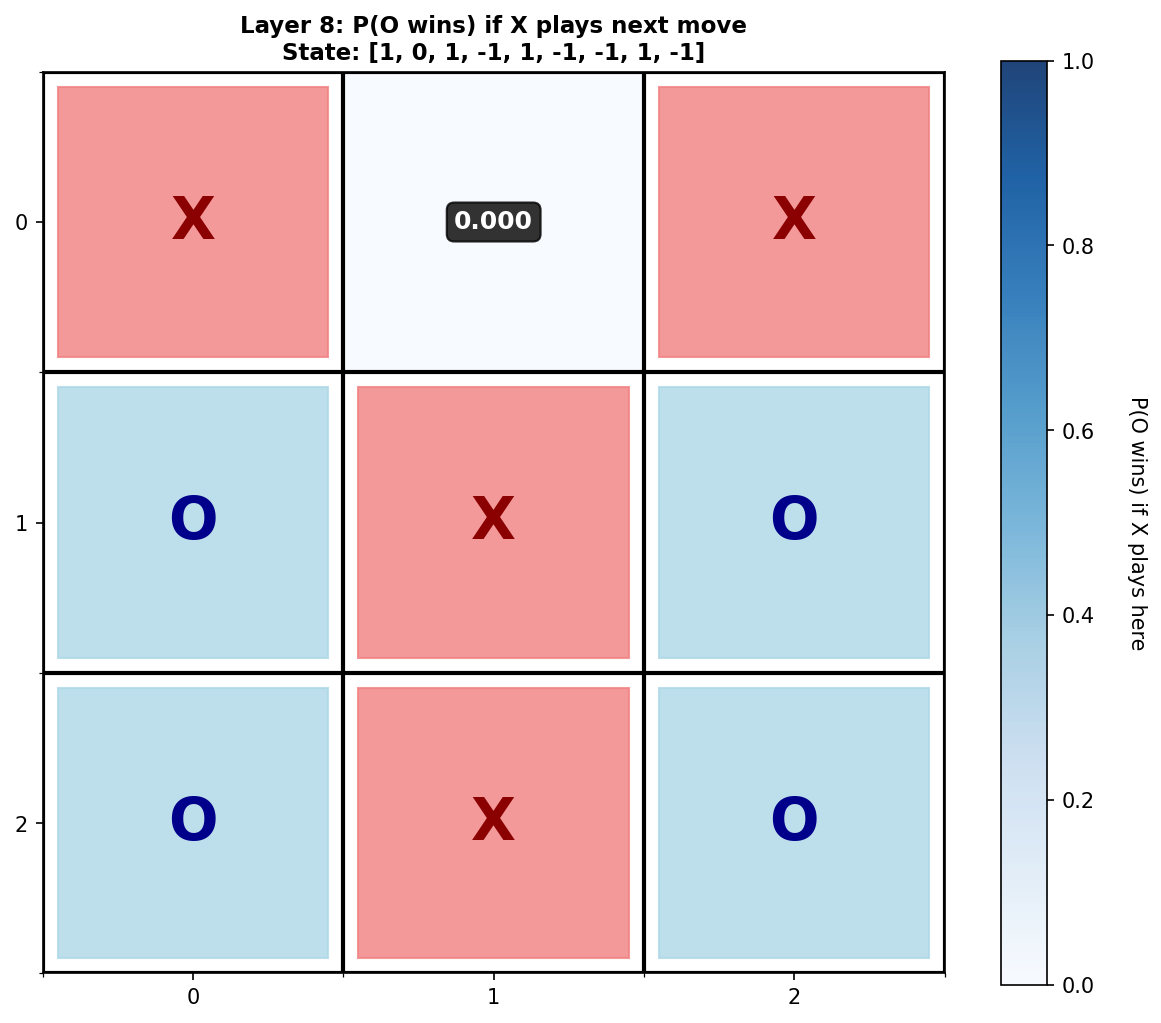 Layer 8: P(O wins) if X plays next move
State: [1, 0, 1, -1, 1, -1, -1, 1, -1]
X
0.000
X
O
X
O
O
X
O
0
1
2
0
1
2
1.0
0.8
0.6
0.4
0.2
0.0
P(O wins) if X plays here